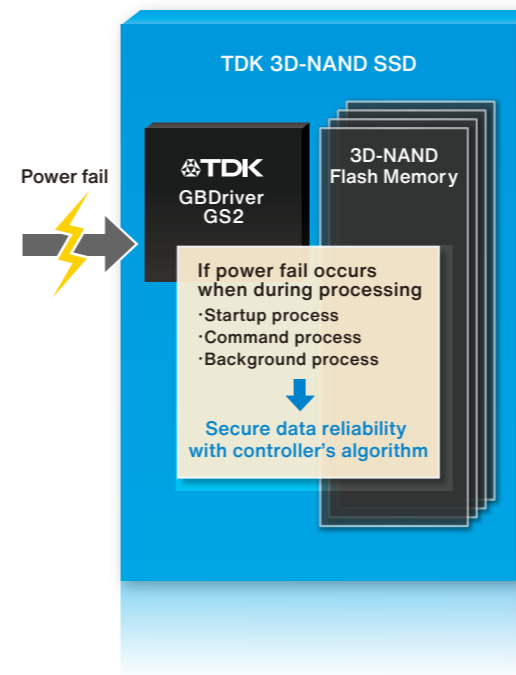 TDK 3D-NAND SSD
Power fail
TDK
GBDriver
GS2
3D-NAND
Flash Memory
If power fail occurs
when during processing
·Startup process
·Command process
·Background process
Secure data reliability
with controller's algorithm